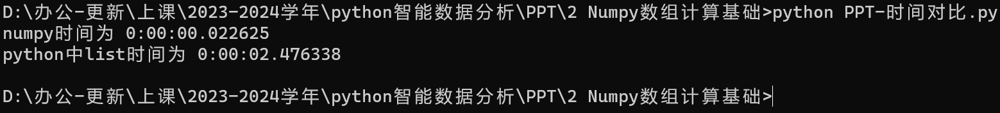 D:\办公-更新\上课\2023-2024学年\python智能数据分析\PPT\2 Numpy数组计算基础>python PPT-时间对比.py
numpy时间为 0:00:00.022625
python中list时间为 0:00:02.476338
D:\办公-更新\上课\2023-2024学年\python智能数据分析\PPT\2 Numpy数组计算基础>